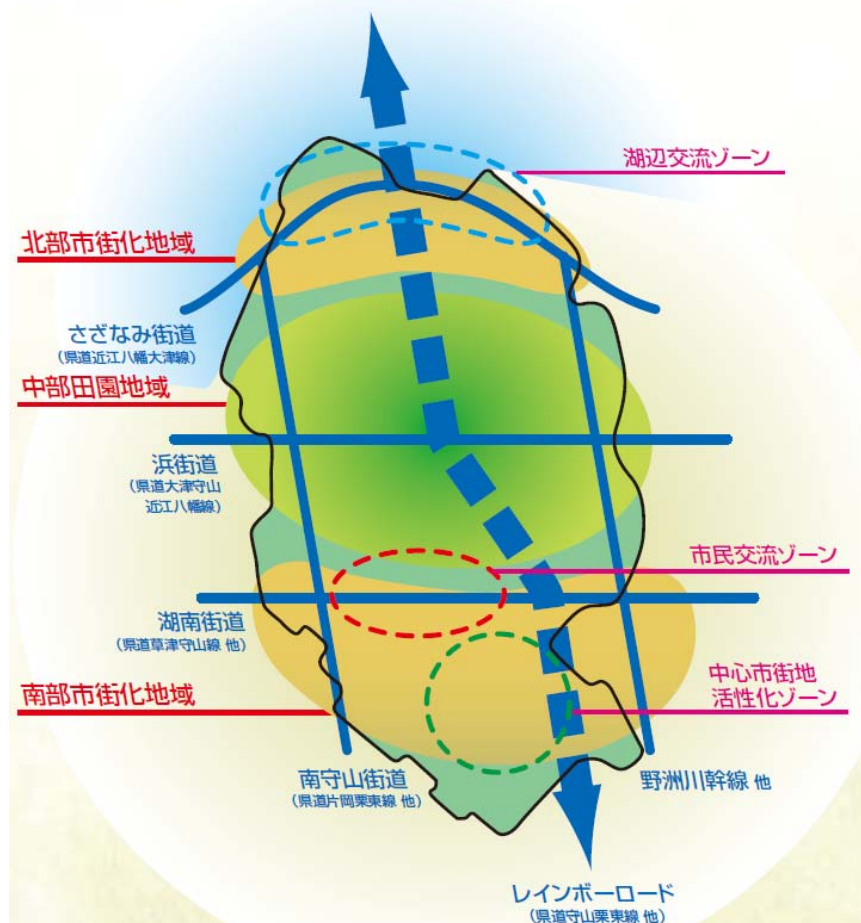 湖辺交流ゾーン
北部市街化地域
さざなみ街道
(県道近江八幡大津線)
中部田園地域
浜街道
(県道大津守山
近江八幡線)
市民交流ゾーン
湖南街道
(県道草津守山線 他)
中心市街地
活性化ゾーン
南部市街化地域
南守山街道
(県道片岡栗東線 他)
野洲川幹線 他
レインボーロード
(県道守山栗東線 他)